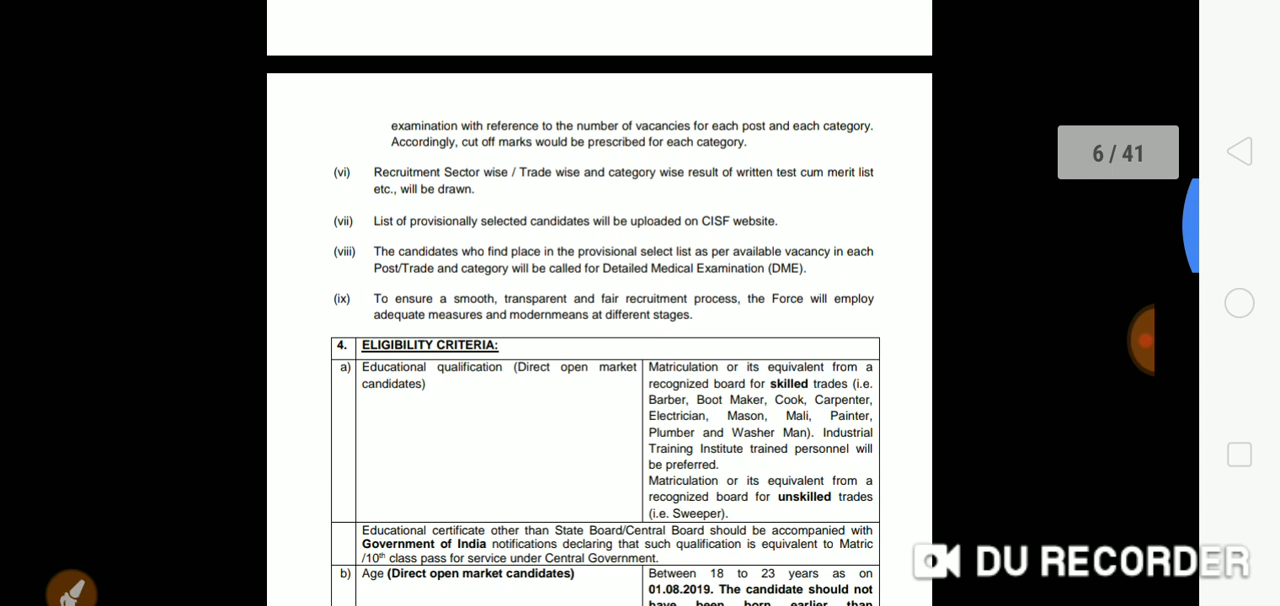 examination with reference to the number of vacancies for each post and each category.
Accordingly, cut off marks would be prescribed for each category.
(vi) Recruitment Sector wise / Trade wise and category wise result of written test cum merit list
etc., will be drawn.
(vii) List of provisionally selected candidates will be uploaded on CISF website.
(viii) The candidates who find place in the provisional select list as per available vacancy in each
Post/Trade and category will be called for Detailed Medical Examination (DME).
(ix) To ensure a smooth, transparent and fair recruitment process, the Force will employ
adequate measures and modernmeans at different stages.
4. ELIGIBILITY CRITERIA:
a) Educational qualification (Direct open market
candidates)
Matriculation or its equivalent from a
recognized board for skilled trades (i.e.
Barber, Boot Maker, Cook, Carpenter,
Electrician, Mason, Mali, Painter,
Plumber and Washer Man). Industrial
Training Institute trained personnel will
be preferred.
Matriculation or its equivalent from a
recognized board for unskilled trades
(i.e. Sweeper).
Educational certificate other than State Board/Central Board should be accompanied with
Government of India notifications declaring that such qualification is equivalent to Matric
/10th class pass for service under Central Government.
b) Age (Direct open market candidates)
Between 18 to 23 years as on
01.08.2019. The candidate should not
have been born earlier than
6 / 41
DU RECORDER